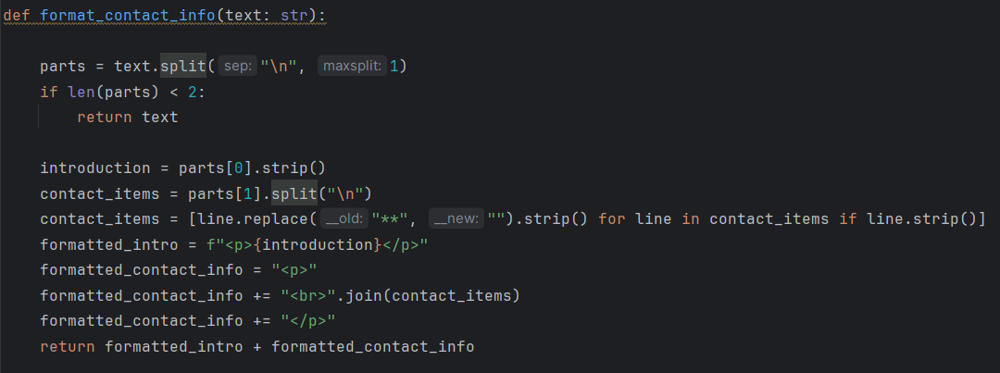 def format_contact_info(text: str):
parts = text.split( sep: "\n", maxsplit: 1)
if len(parts) < 2:
return text
introduction = parts[0].strip()
contact_items = parts[1].split("\n")
contact_items = [line.replace( __old: "**", __new: "").strip() for line in contact_items if line.strip()]
formatted_intro = f"<p>{introduction}</p>"
formatted_contact_info = "<p>"
formatted_contact_info += "<br>".join(contact_items)
formatted_contact_info += "</p>"
return formatted_intro + formatted_contact_info